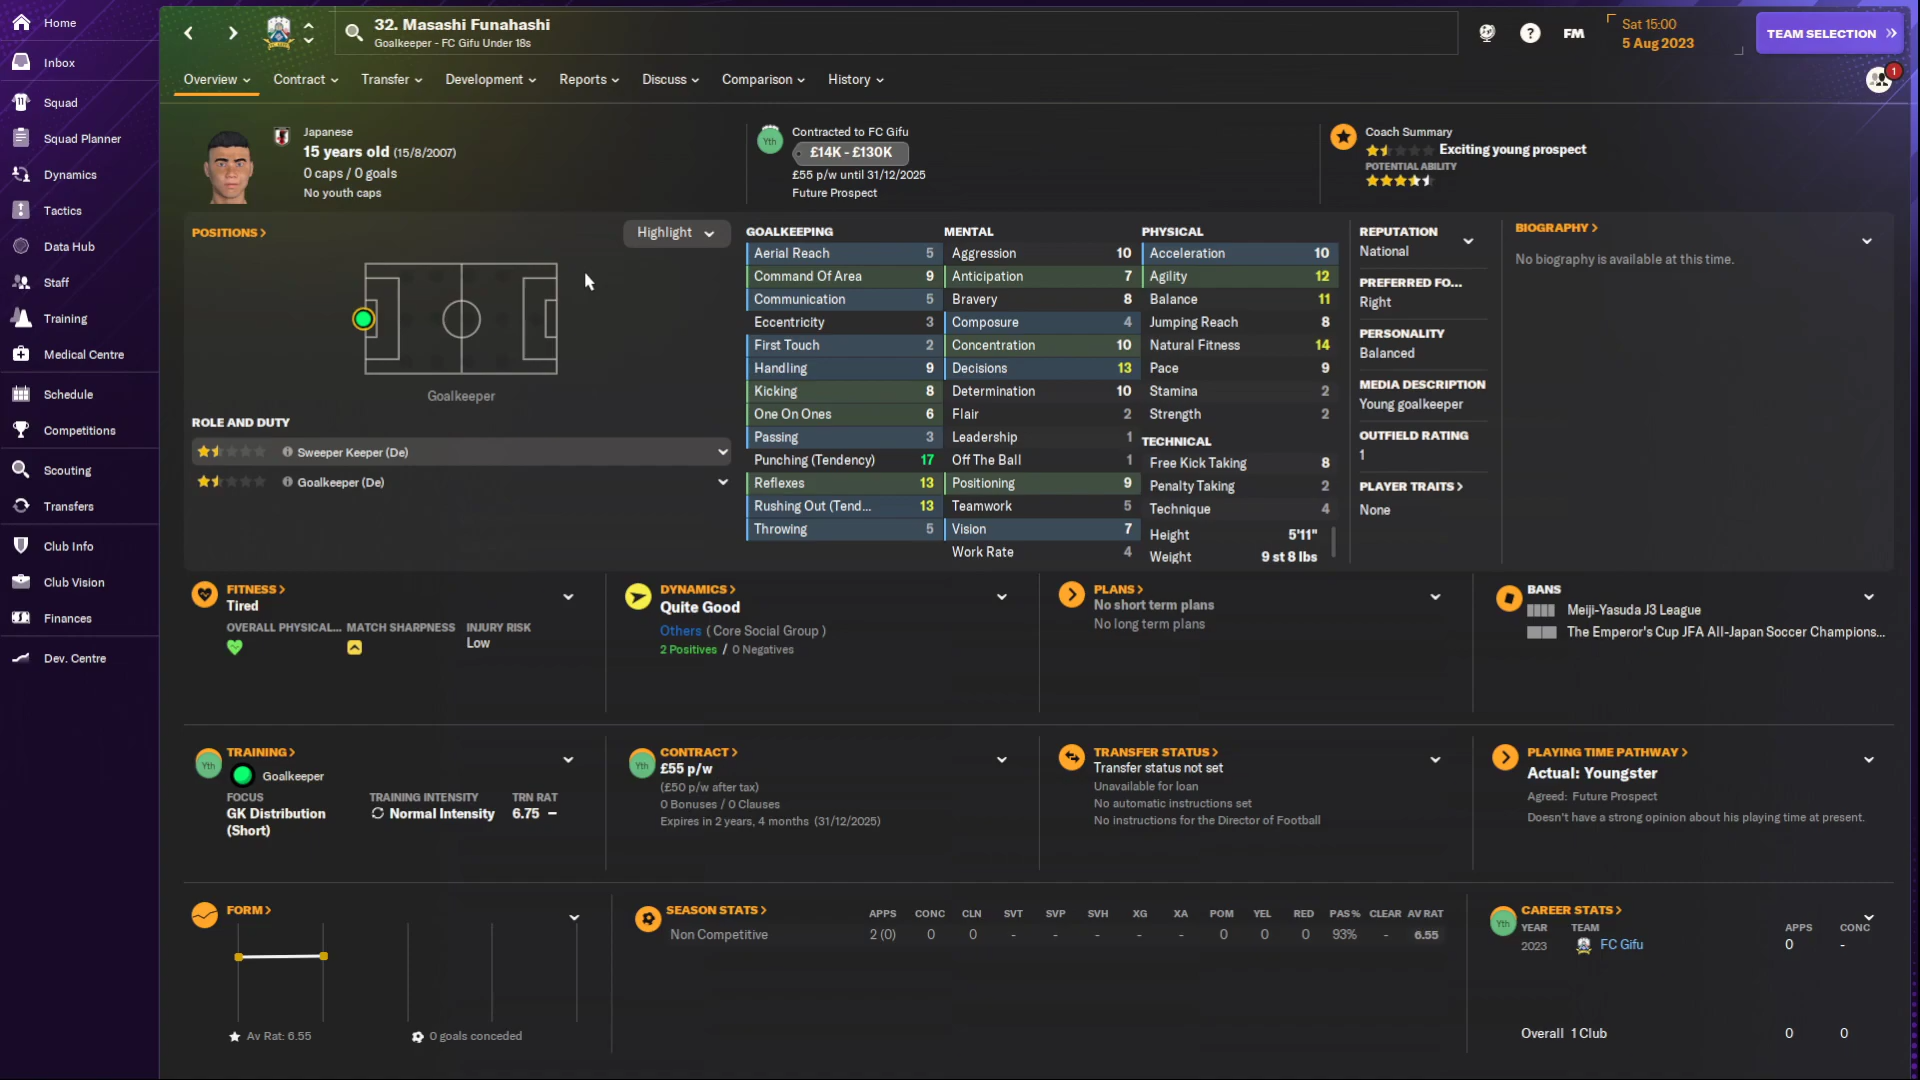 Home
Inbox
Squad
Squad Planner
Dynamics
Tactics
Data Hub
Staff
Training
Medical Centre
Schedule
Competitions
Scouting
Transfers
Club Info
Club Vision
Finances
Dev. Centre
32. Masashi Funahashi
Goalkeeper - FC Gifu Under 18s
FM
Sat 15:00
5 Aug 2023
TEAM SELECTION
Overview
Contract
Transfer
Development
Reports
Discuss
Comparison
History
1
Japanese
15 years old (15/8/2007)
0 caps / 0 goals
No youth caps
Yth
Contracted to FC Gifu
£14K - £130K
£55 p/w until 31/12/2025
Future Prospect
Coach Summary
Exciting young prospect
POTENTIAL ABILITY
POSITIONS
Highlight
Goalkeeper
ROLE AND DUTY
Sweeper Keeper (De)
Goalkeeper (De)
GOALKEEPING
Aerial Reach 5
Command Of Area 9
Communication 5
Eccentricity 3
First Touch 2
Handling 9
Kicking 8
One On Ones 6
Passing 3
Punching (Tendency) 17
Reflexes 13
Rushing Out (Tend... 13
Throwing 5
MENTAL
Aggression 10
Anticipation 7
Bravery 8
Composure 4
Concentration 10
Decisions 13
Determination 10
Flair 2
Leadership 1
Off The Ball 1
Positioning 9
Teamwork 5
Vision 7
Work Rate 4
PHYSICAL
Acceleration 10
Agility 12
Balance 11
Jumping Reach 8
Natural Fitness 14
Pace 9
Stamina 2
Strength 2
TECHNICAL
Free Kick Taking 8
Penalty Taking 2
Technique 4
Height 5'11"
Weight 9 st 8 lbs
REPUTATION
National
PREFERRED FO...
Right
PERSONALITY
Balanced
MEDIA DESCRIPTION
Young goalkeeper
OUTFIELD RATING
1
PLAYER TRAITS
None
BIOGRAPHY
No biography is available at this time.
FITNESS
Tired
OVERALL PHYSICAL... MATCH SHARPNESS INJURY RISK
Low
DYNAMICS
Quite Good
Others ( Core Social Group )
2 Positives / 0 Negatives
PLANS
No short term plans
No long term plans
BANS
Meiji-Yasuda J3 League
The Emperor's Cup JFA All-Japan Soccer Champions...
Yth
TRAINING
Goalkeeper
FOCUS TRAINING INTENSITY TRN RAT
GK Distribution (Short) Normal Intensity 6.75 –
Yth
CONTRACT
£55 p/w
(£50 p/w after tax)
0 Bonuses / 0 Clauses
Expires in 2 years, 4 months (31/12/2025)
TRANSFER STATUS
Transfer status not set
Unavailable for loan
No automatic instructions set
No instructions for the Director of Football
PLAYING TIME PATHWAY
Actual: Youngster
Agreed: Future Prospect
Doesn't have a strong opinion about his playing time at present.
FORM
Av Rat: 6.55
0 goals conceded
SEASON STATS APPS CONC CLN SVT SVP SVH XG XA POM YEL RED PAS% CLEAR AV RAT
Non Competitive 2 (0) 0 0 - - - - - 0 0 0 93% - 6.55
Yth
CAREER STATS
YEAR TEAM APPS CONC
2023 FC Gifu 0 -
Overall 1 Club 0 0